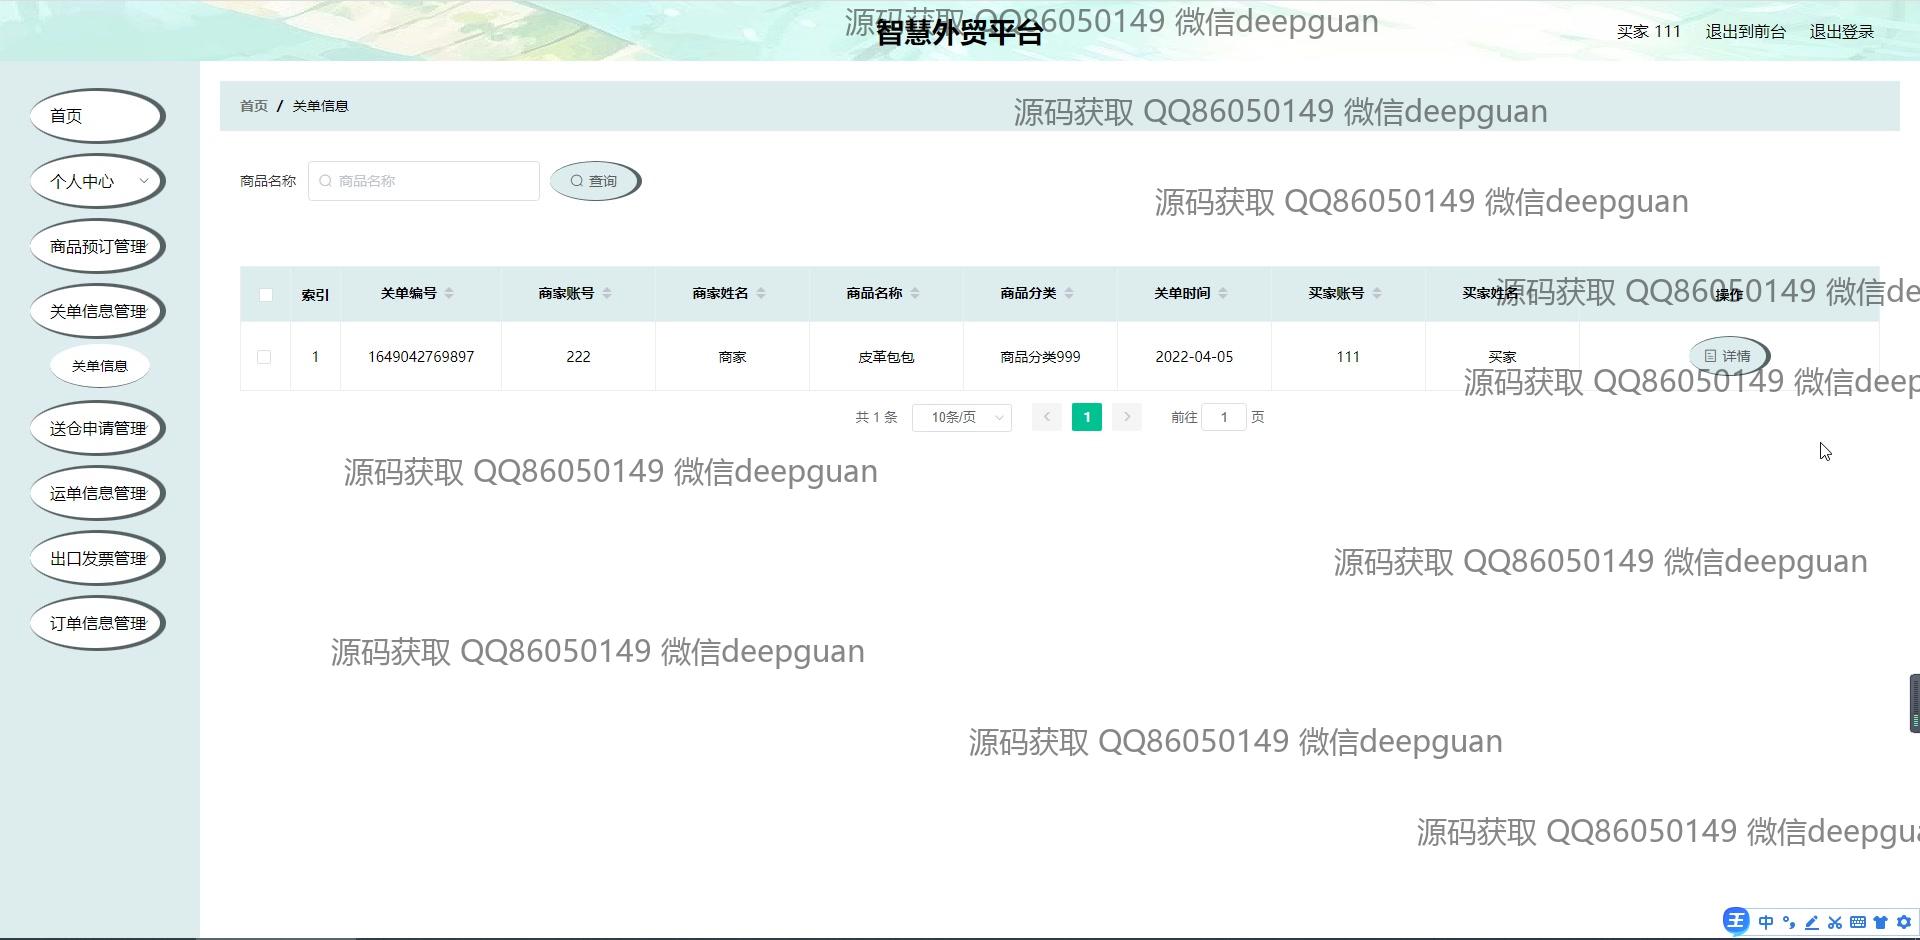 源码获取 QQ86050149 微信deepguan
智慧外贸平台
买家 111 退出到前台 退出登录
首页
个人中心
商品预订管理
关单信息管理
关单信息
送仓申请管理
运单信息管理
出口发票管理
订单信息管理
首页 / 关单信息
源码获取 QQ86050149 微信deepguan
商品名称 商品名称 查询
源码获取 QQ86050149 微信deepguan
索引 关单编号 商家账号 商家姓名 商品名称 商品分类 关单时间 买家账号 买家姓名 操作
源码获取 QQ86050149 微信de
1 1649042769897 222 商家 皮革包包 商品分类999 2022-04-05 111 买家 详情
源码获取 QQ86050149 微信deep
共 1 条 10条/页 1 前往 1 页
源码获取 QQ86050149 微信deepguan
源码获取 QQ86050149 微信deepguan
源码获取 QQ86050149 微信deepguan
源码获取 QQ86050149 微信deepguan
源码获取 QQ86050149 微信deepgua
王 中